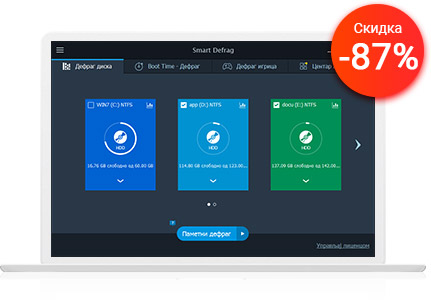 Скидка
-87%
Smart Defrag
Дефраг диска
Boot Time - Дефраг
Дефраг игрица
Центар
WIN7 (C:) NTFS
app (D:) NTFS
docu (E:) NTFS
HDD
HDD
HDD
16.76 GB слободно од 60.00 GB
114.80 GB слободно од 123.00...
137.09 GB слободно од 142.08...
?
Паметни дефраг
Управљај лиценцом